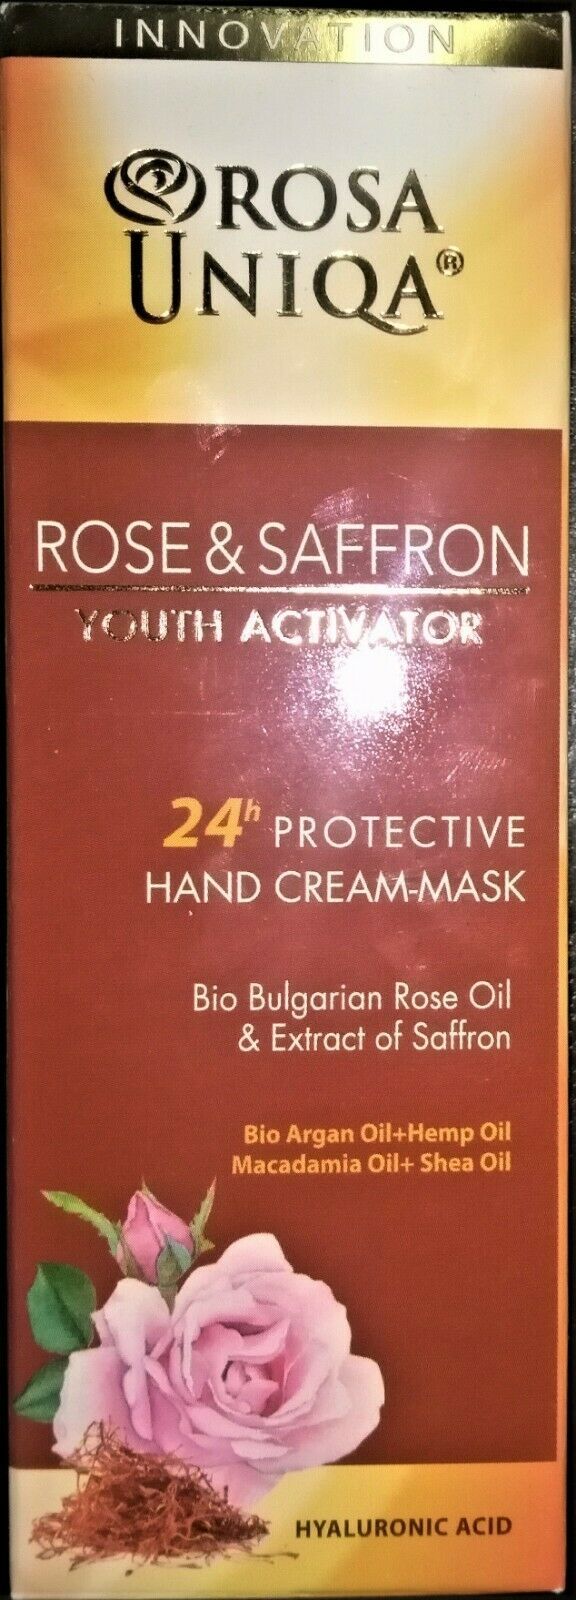 INNOVATION
ROSA
UNIQA®
ROSE & SAFFRON
YOUTH ACTIVATOR
24h PROTECTIVE
HAND CREAM-MASK
Bio Bulgarian Rose Oil
& Extract of Saffron
Bio Argan Oil+Hemp Oil
Macadamia Oil+ Shea Oil
HYALURONIC ACID